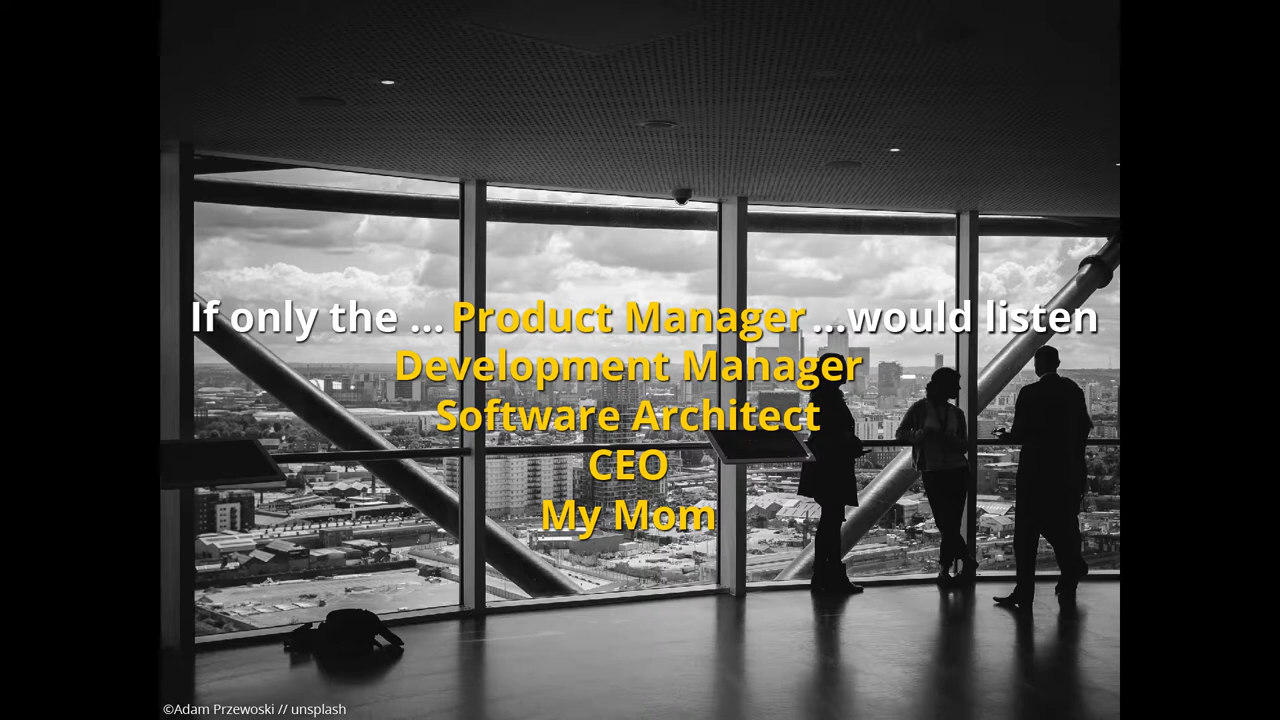 If only the ... Product Manager ...would listen
Development Manager
Software Architect
CEO
My Mom
©Adam Przewoski // unsplash